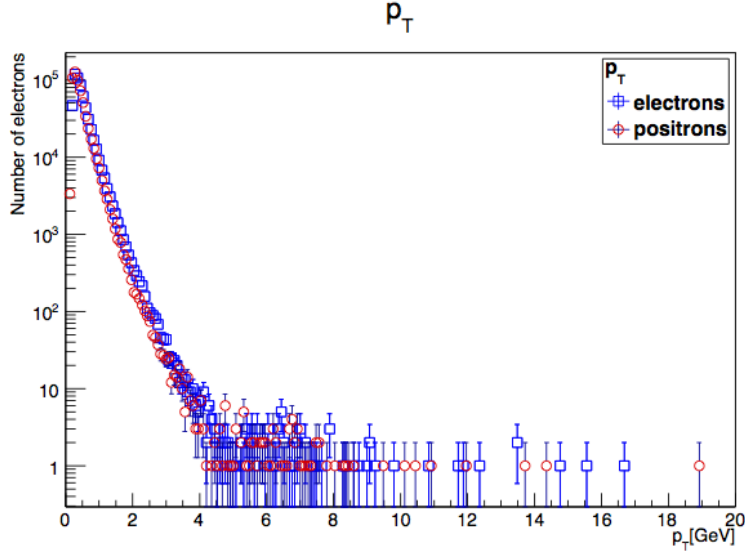 p_T
Number of electrons
10^5
10^4
10^3
10^2
10
1
p_T
electrons
positrons
0 2 4 6 8 10 12 14 16 18 20
p_T[GeV]